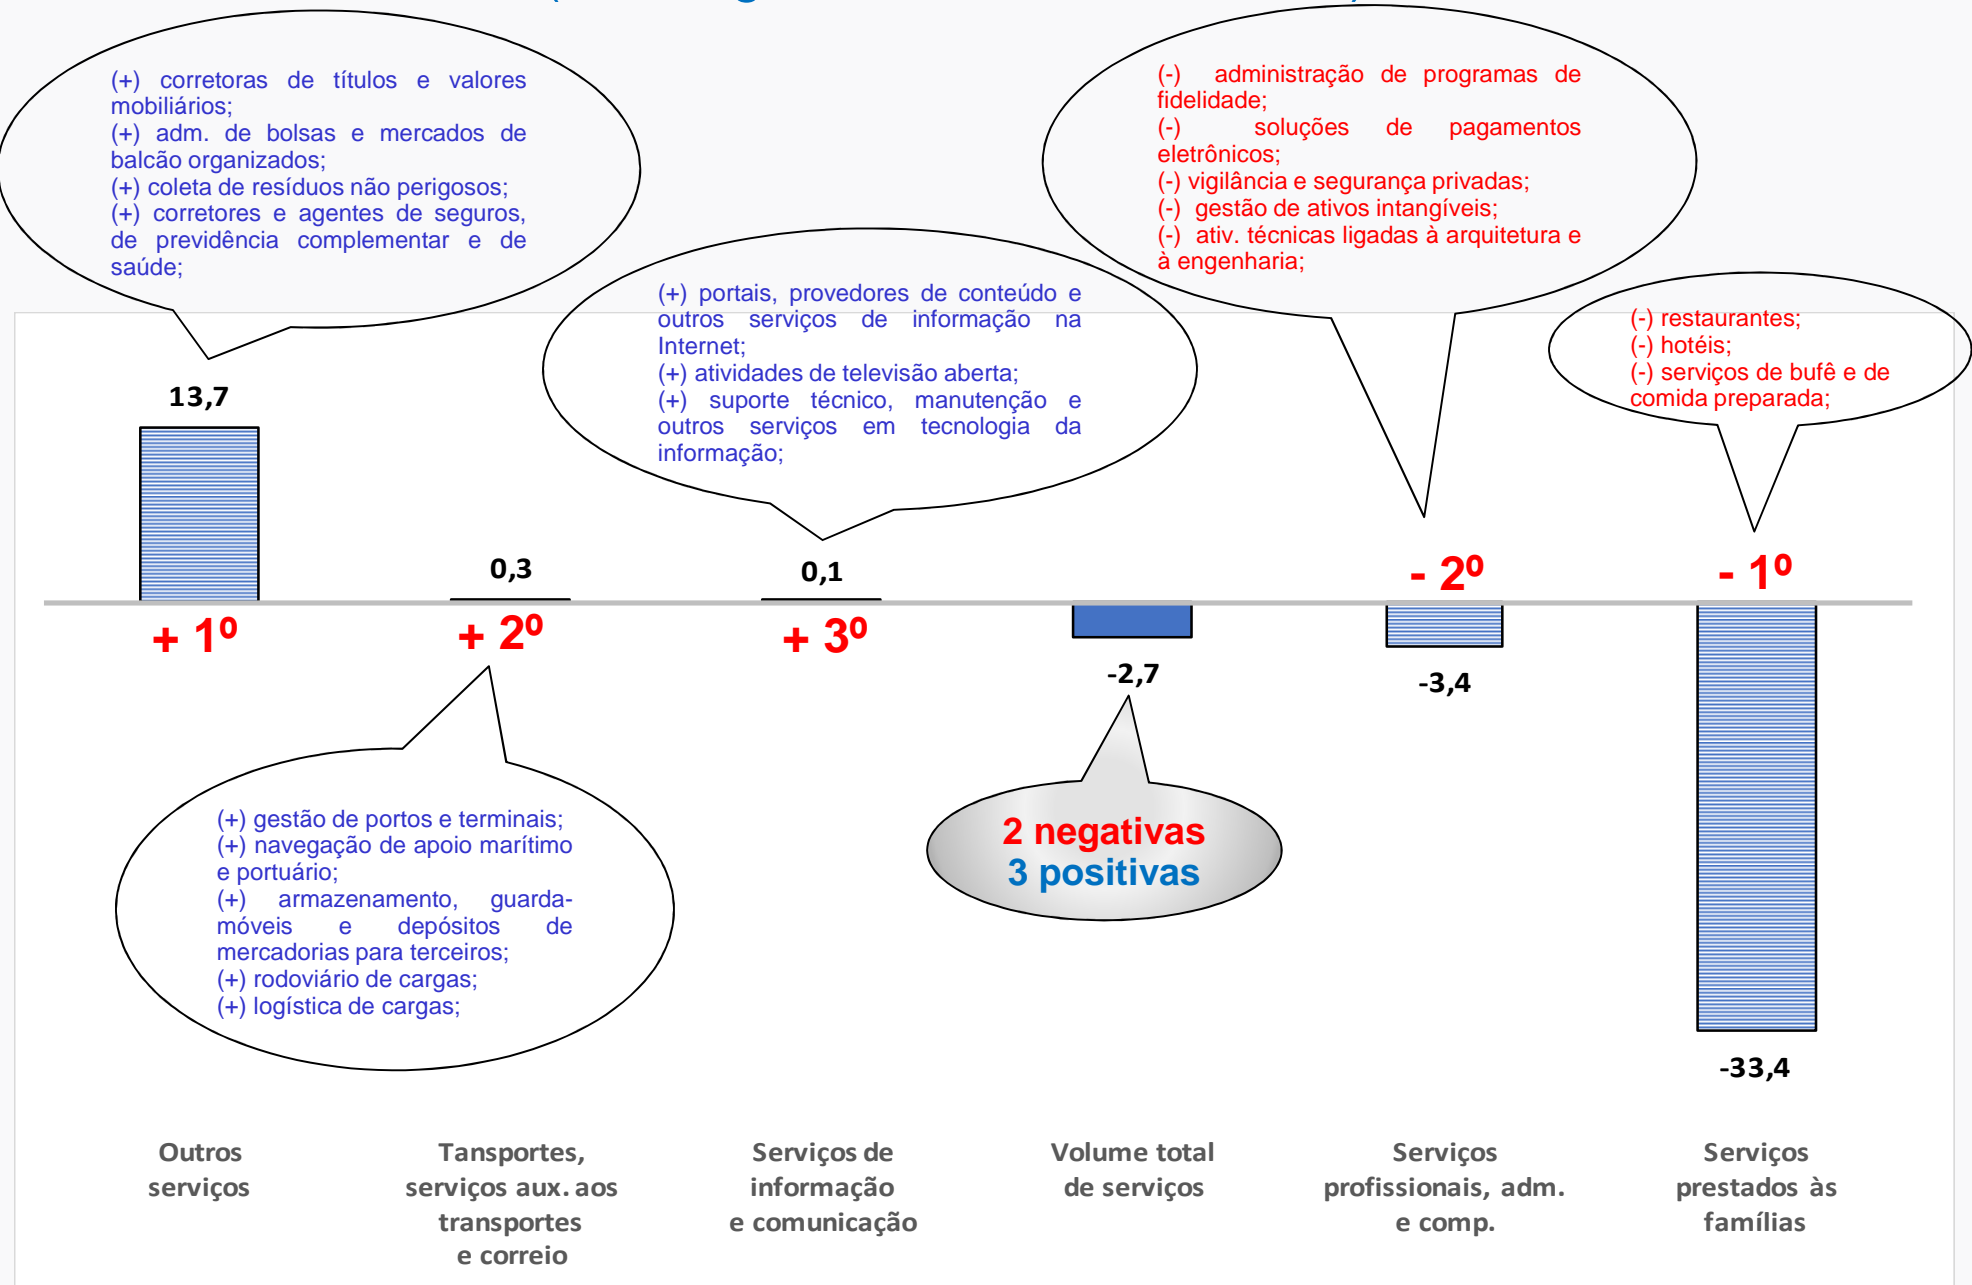 (+) corretoras de títulos e valores
mobiliários;
(+) adm. de bolsas e mercados de
balcão organizados;
(+) coleta de resíduos não perigosos;
(+) corretores e agentes de seguros,
de previdência complementar e de
saúde;
(-) administração de programas de
fidelidade;
(-) soluções de pagamentos
eletrônicos;
(-) vigilância e segurança privadas;
(-) gestão de ativos intangíveis;
(-) ativ. técnicas ligadas à arquitetura e
à engenharia;
(+) portais, provedores de conteúdo e
outros serviços de informação na
Internet;
(+) atividades de televisão aberta;
(+) suporte técnico, manutenção e
outros serviços em tecnologia da
informação;
(-) restaurantes;
(-) hotéis;
(-) serviços de bufê e de
comida preparada;
13,7
0,3
0,1
- 2º
- 1º
+ 1º
+ 2º
+ 3º
-2,7
-3,4
-33,4
(+) gestão de portos e terminais;
(+) navegação de apoio marítimo
e portuário;
(+) armazenamento, guarda-
móveis e depósitos de
mercadorias para terceiros;
(+) rodoviário de cargas;
(+) logística de cargas;
2 negativas
3 positivas
Outros
serviços
Tansportes,
serviços aux. aos
transportes
e correio
Serviços de
informação
e comunicação
Volume total
de serviços
Serviços
profissionais, adm.
e comp.
Serviços
prestados às
famílias